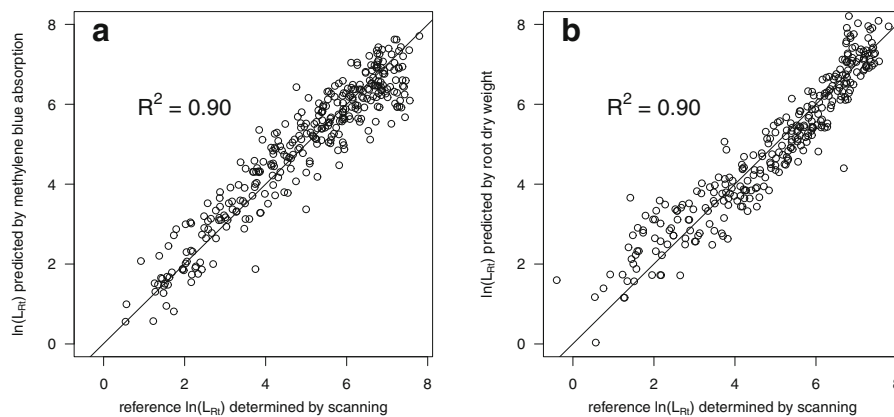 a
R² = 0.90
ln(L_Rt) predicted by methylene blue absorption
8
6
4
2
0
0 2 4 6 8
reference ln(L_Rt) determined by scanning
b
R² = 0.90
ln(L_Rt) predicted by root dry weight
8
6
4
2
0
0 2 4 6 8
reference ln(L_Rt) determined by scanning